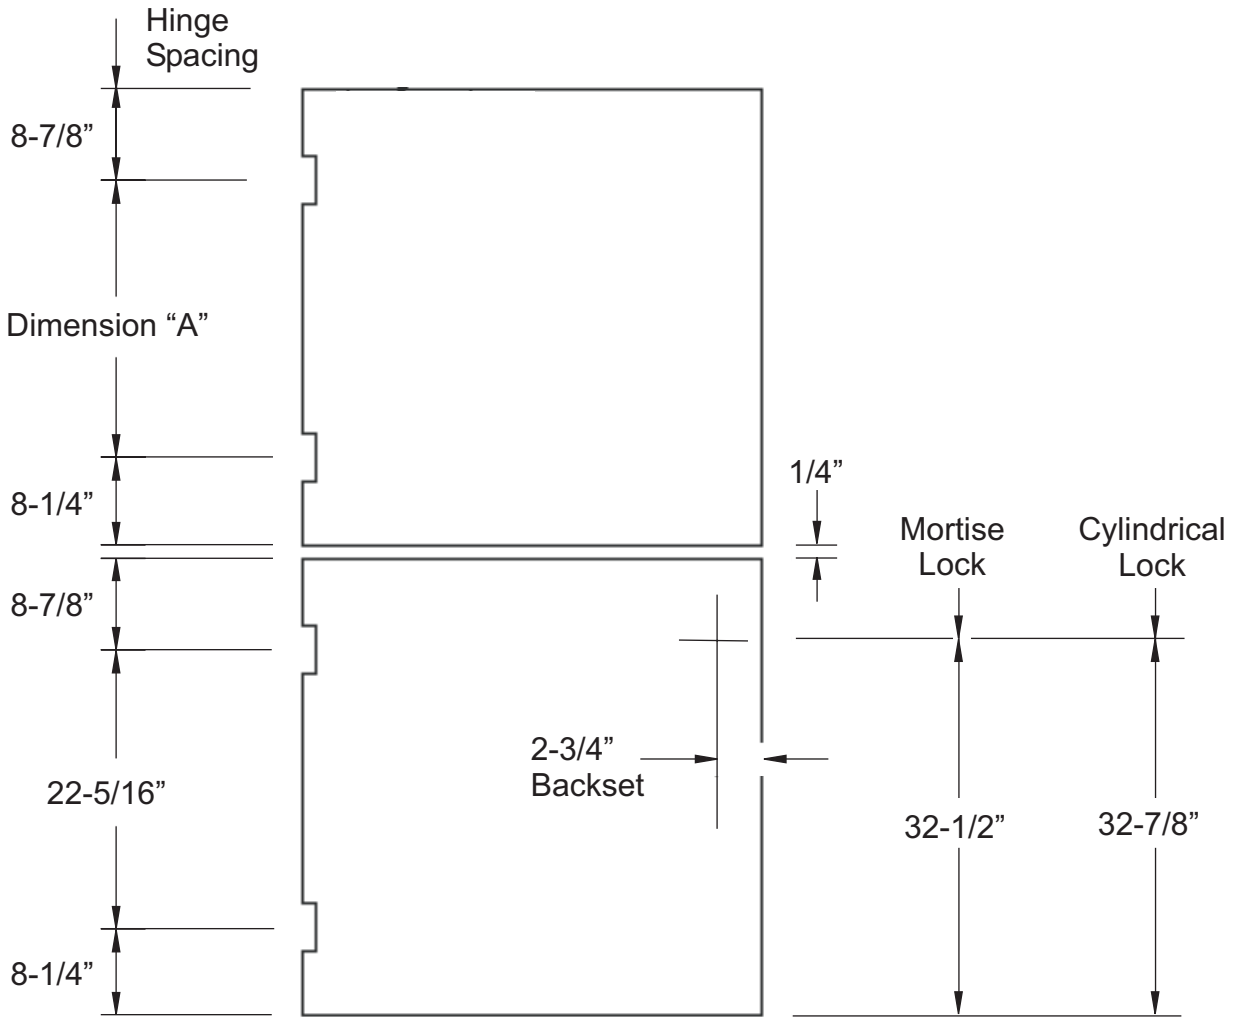 Hinge
Spacing
8-7/8”
Dimension “A”
8-1/4”
1/4”
Mortise
Lock
Cylindrical
Lock
8-7/8”
2-3/4”
Backset
22-5/16”
32-1/2”
32-7/8”
8-1/4”